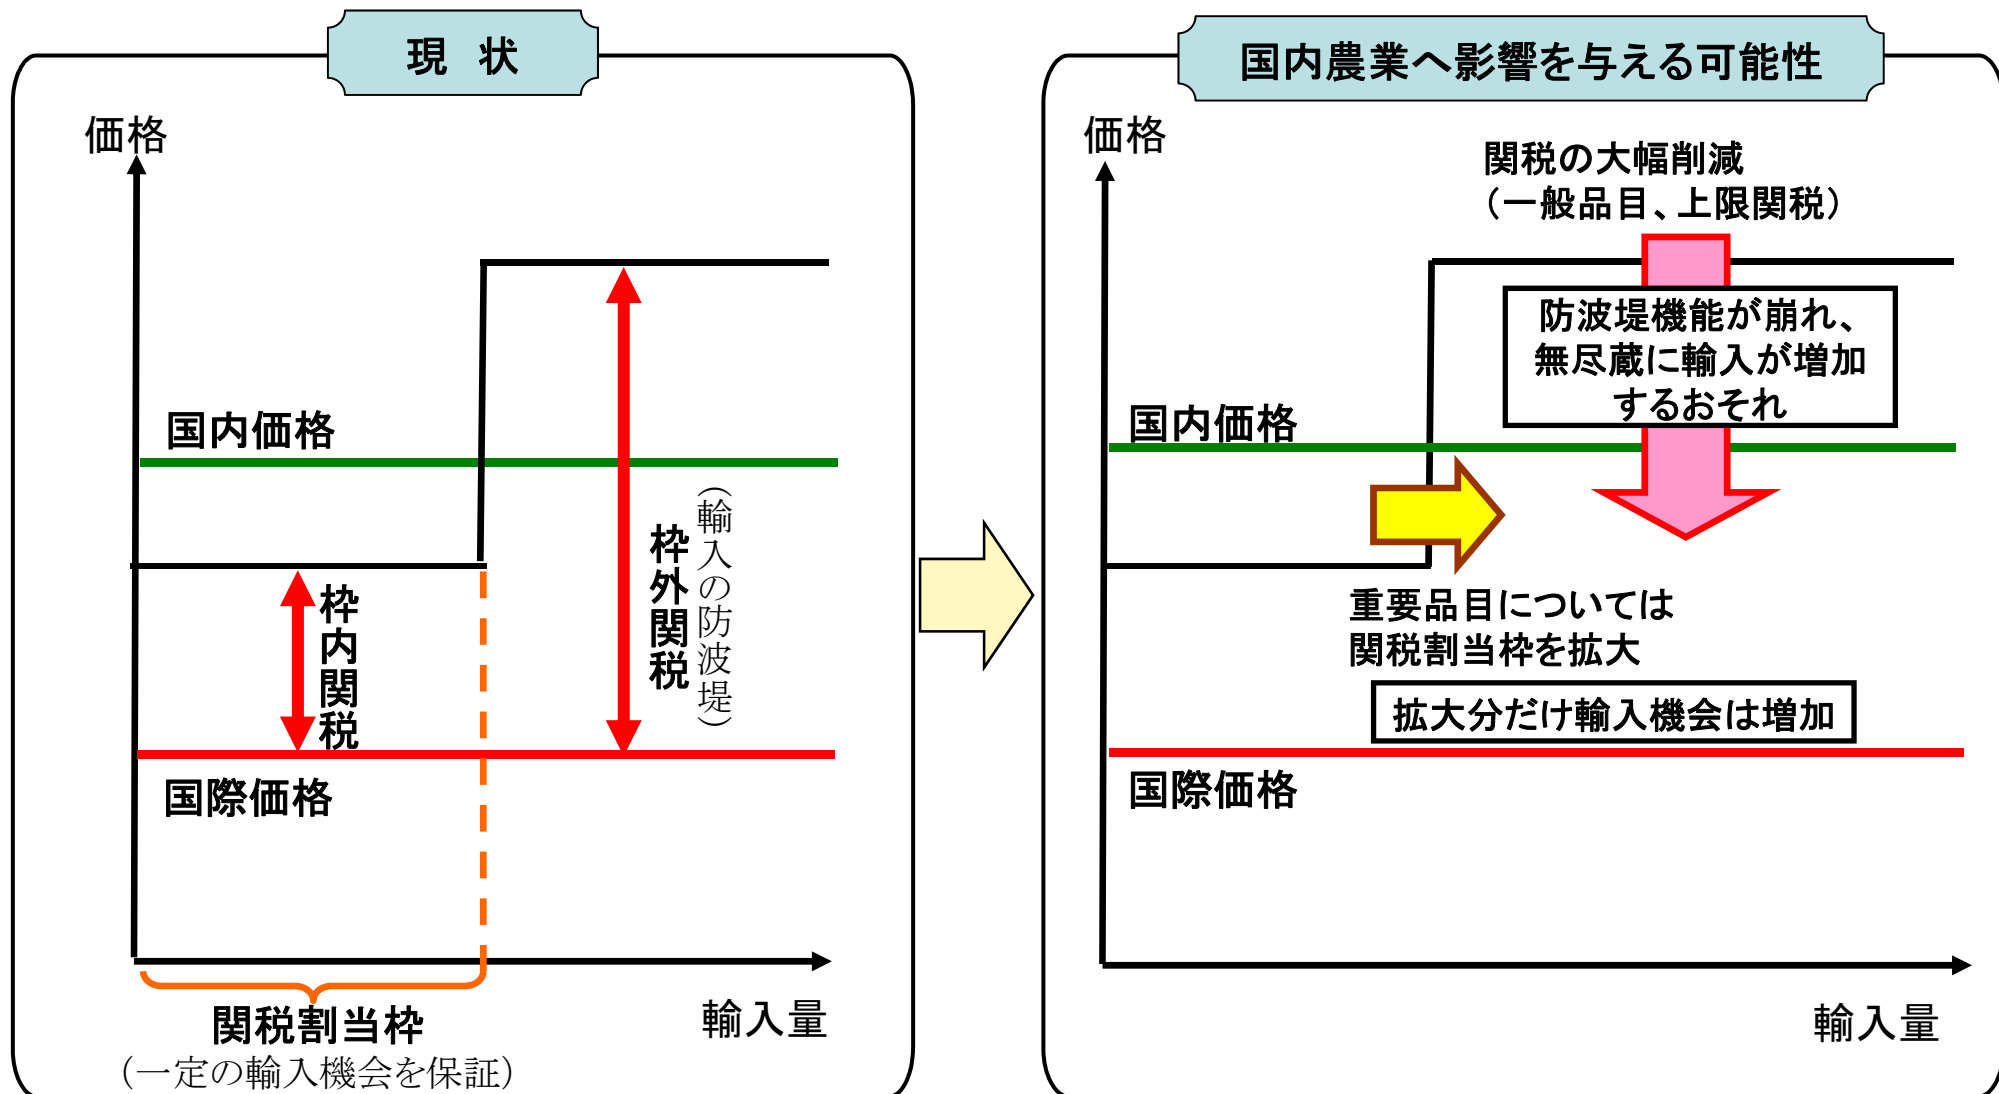 現　状
価格
国内価格
枠内関税
枠外関税
（輸入の防波堤）
国際価格
輸入量
関税割当枠
（一定の輸入機会を保証）
国内農業へ影響を与える可能性
価格
関税の大幅削減
（一般品目、上限関税）
防波堤機能が崩れ、
無尽蔵に輸入が増加
するおそれ
国内価格
重要品目については
関税割当枠を拡大
拡大分だけ輸入機会は増加
国際価格
輸入量